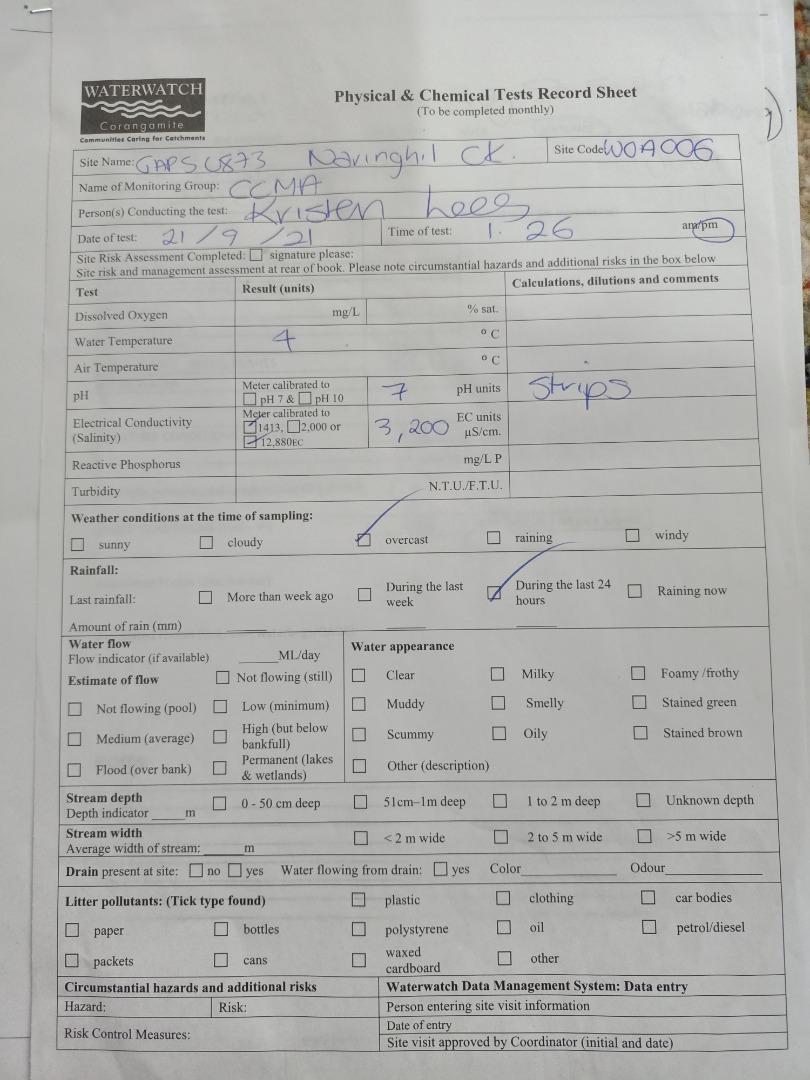 WATERWATCH
Corangamite
Communities Caring for Catchments
Physical & Chemical Tests Record Sheet
(To be completed monthly)
Site Name: GAPS U873 Naringhil CK. Site Code W0A006
Name of Monitoring Group: CCMA
Person(s) Conducting the test: Kristen Lees
Date of test: 21/9/21 Time of test: 1.26 am/pm
Site Risk Assessment Completed: signature please:
Site risk and management assessment at rear of book. Please note circumstantial hazards and additional risks in the box below
Test Result (units) Calculations, dilutions and comments
Dissolved Oxygen mg/L % sat.
Water Temperature 4 ° C
Air Temperature ° C
pH Meter calibrated to pH 7 & pH 10 7 pH units Strips
Electrical Conductivity (Salinity) Meter calibrated to 1413, 2,000 or 12,880EC 3,200 EC units µS/cm.
Reactive Phosphorus mg/L P
Turbidity N.T.U./F.T.U.
Weather conditions at the time of sampling:
sunny cloudy overcast raining windy
Rainfall:
Last rainfall: More than week ago During the last week During the last 24 hours Raining now
Amount of rain (mm)
Water flow
Flow indicator (if available) ML/day
Water appearance
Estimate of flow Not flowing (still) Clear Milky Foamy /frothy
Not flowing (pool) Low (minimum) Muddy Smelly Stained green
Medium (average) High (but below bankfull) Scummy Oily Stained brown
Flood (over bank) Permanent (lakes & wetlands) Other (description)
Stream depth
Depth indicator ______m 0 - 50 cm deep 51cm–1m deep 1 to 2 m deep Unknown depth
Stream width
Average width of stream: ______m < 2 m wide 2 to 5 m wide >5 m wide
Drain present at site: no yes Water flowing from drain: yes Color Odour
Litter pollutants: (Tick type found) plastic clothing car bodies
paper bottles polystyrene oil petrol/diesel
packets cans waxed cardboard other
Circumstantial hazards and additional risks Waterwatch Data Management System: Data entry
Hazard: Risk: Person entering site visit information
Risk Control Measures: Date of entry
Site visit approved by Coordinator (initial and date)